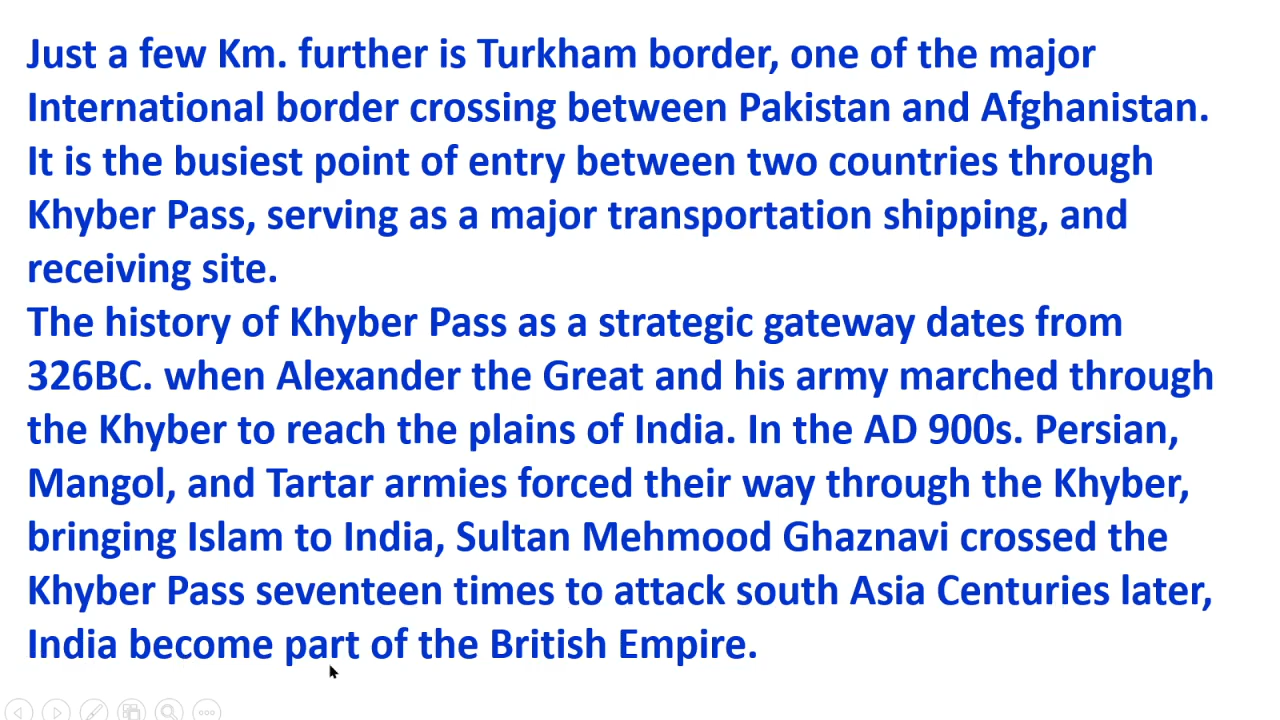 Just a few Km. further is Turkham border, one of the major
International border crossing between Pakistan and Afghanistan.
It is the busiest point of entry between two countries through
Khyber Pass, serving as a major transportation shipping, and
receiving site.
The history of Khyber Pass as a strategic gateway dates from
326BC. when Alexander the Great and his army marched through
the Khyber to reach the plains of India. In the AD 900s. Persian,
Mangol, and Tartar armies forced their way through the Khyber,
bringing Islam to India, Sultan Mehmood Ghaznavi crossed the
Khyber Pass seventeen times to attack south Asia Centuries later,
India become part of the British Empire.